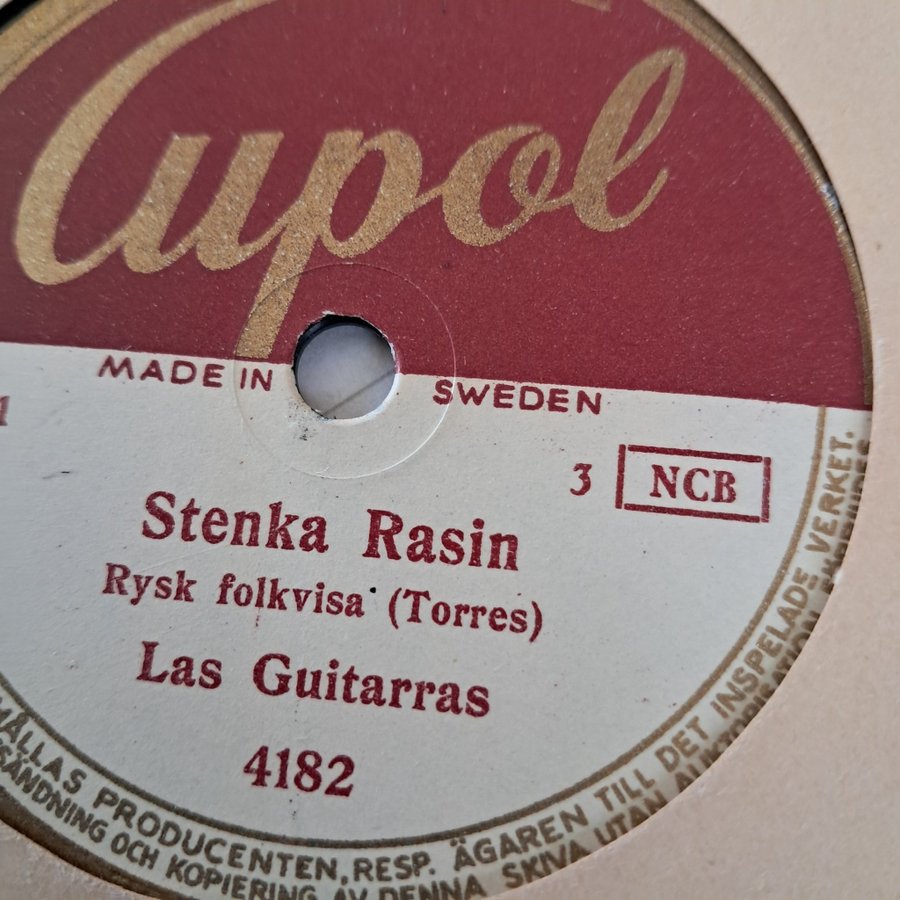 Cupol
MADE IN SWEDEN
3 NCB
Stenka Rasin
Rysk folkvisa (Torres)
Las Guitarras
4182
PRODUCENTEN, RESP. ÄGAREN TILL DET INSPELADE VERKET.
OCH KOPIERING AV DENNA SKIVA UTAN